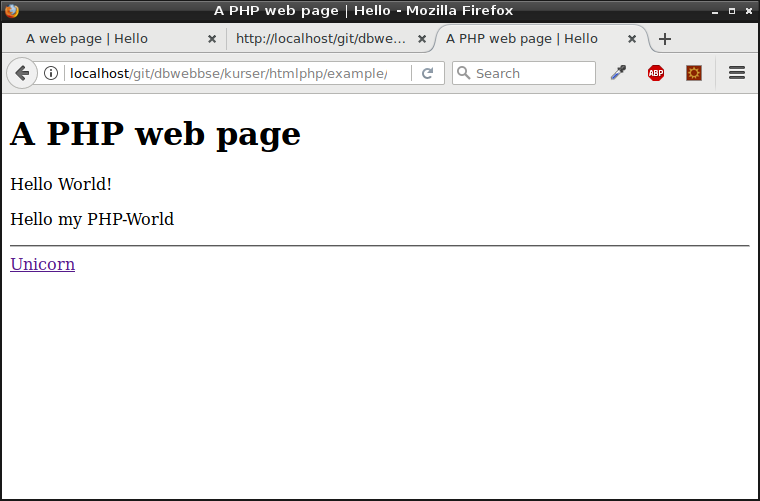 A PHP web page | Hello - Mozilla Firefox
A web page | Hello
http://localhost/git/dbwe...
A PHP web page | Hello
localhost/git/dbwebbse/kurser/htmlphp/example/
Search
ABP
A PHP web page
Hello World!
Hello my PHP-World
Unicorn